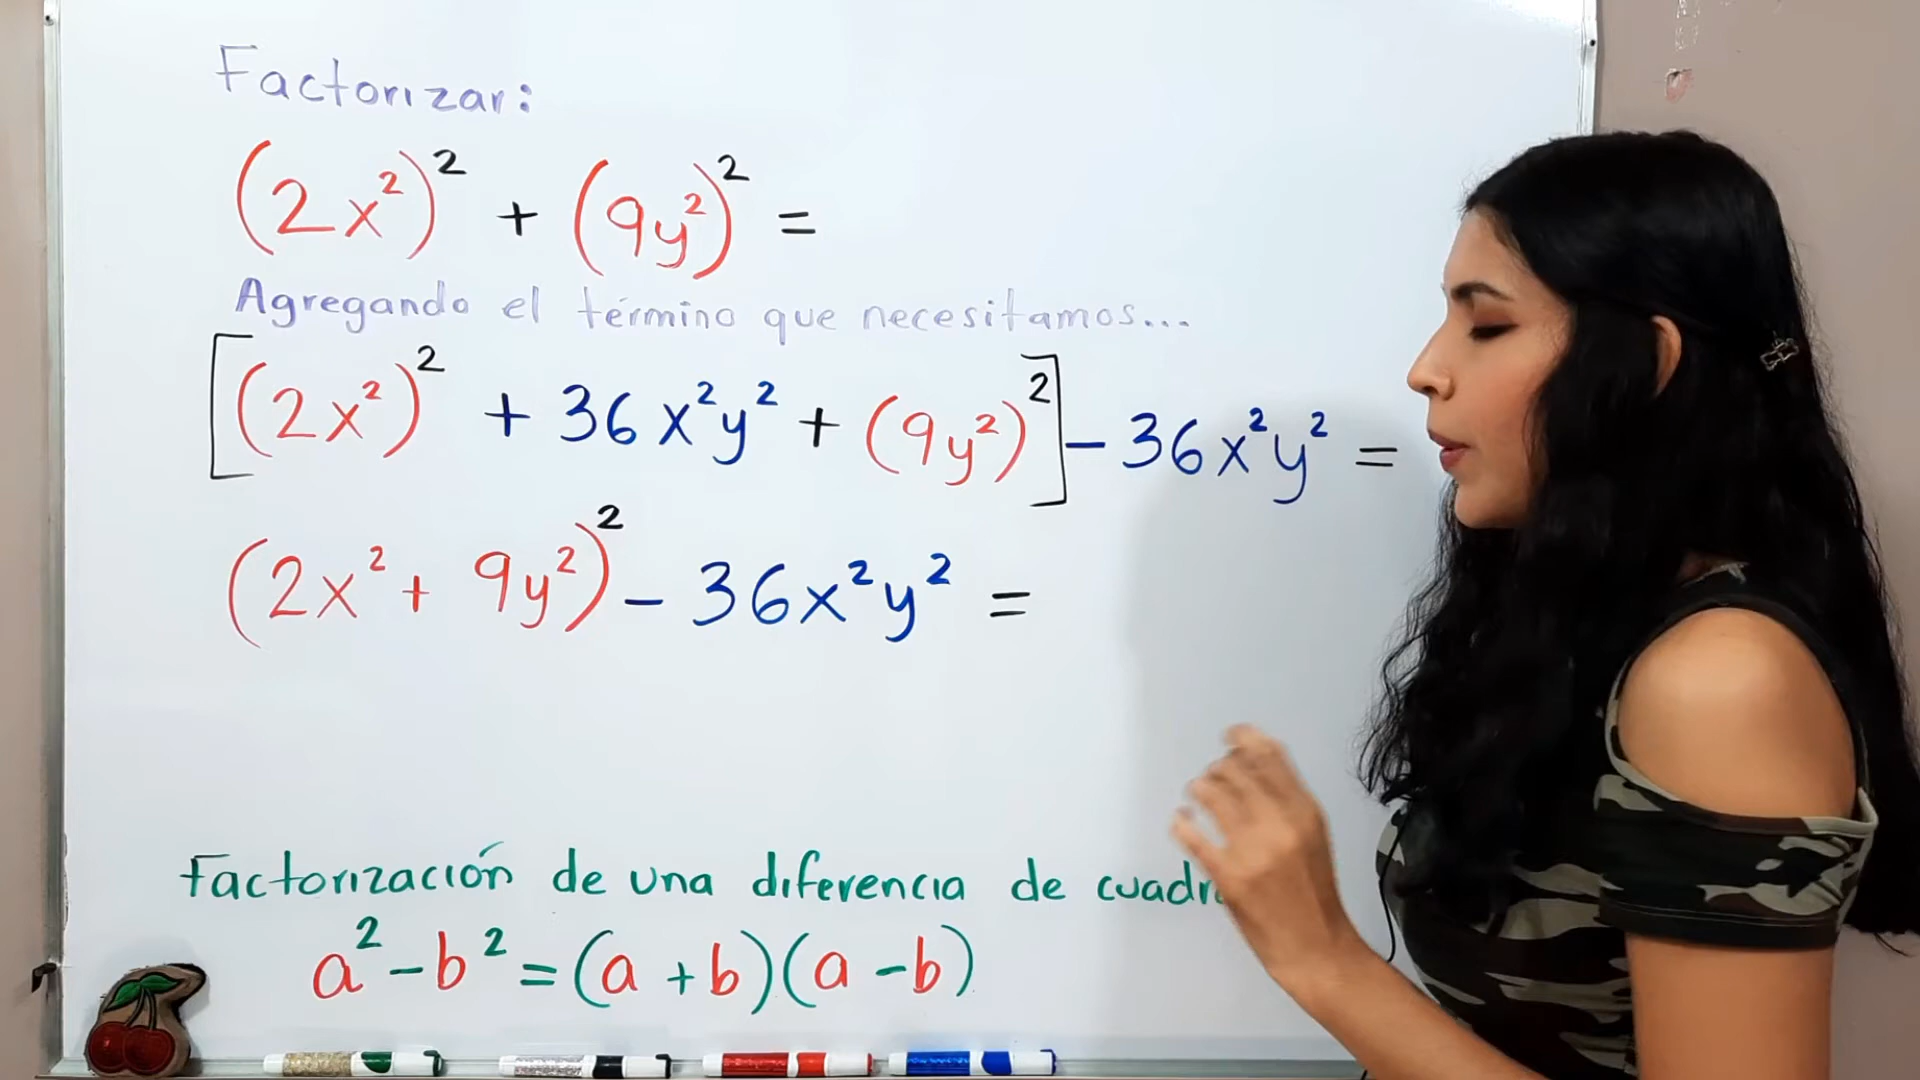 Factorizar:
(2x²)² + (9y²)² =
Agregando el término que necesitamos...
[(2x²)² + 36x²y² + (9y²)²] - 36x²y² =
(2x² + 9y²)² - 36x²y² =
Factorización de una diferencia de
a² - b² = (a + b)(a - b)